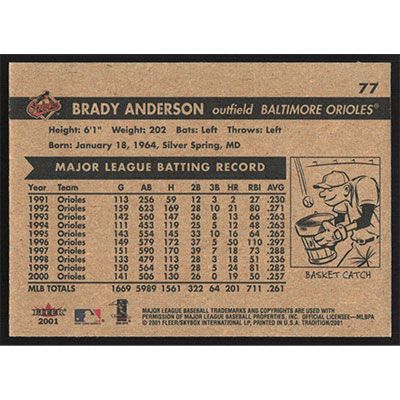 77
Orioles
BRADY ANDERSON outfield BALTIMORE ORIOLES®
Height: 6'1" Weight: 202 Bats: Left Throws: Left
Born: January 18, 1964, Silver Spring, MD
MAJOR LEAGUE BATTING RECORD
Year Team G AB H 2B 3B HR RBI AVG
1991 Orioles 113 256 59 12 3 2 27 .230
1992 Orioles 159 623 169 28 10 21 80 .271
1993 Orioles 142 560 147 36 8 13 66 .263
1994 Orioles 111 453 119 25 5 12 48 .263
1995 Orioles 143 554 145 33 10 16 64 .262
1996 Orioles 149 579 172 37 5 50 110 .297
1997 Orioles 151 590 170 39 7 18 73 .288
1998 Orioles 133 479 113 28 3 18 51 .236
1999 Orioles 150 564 159 28 5 24 81 .282
2000 Orioles 141 506 130 26 0 19 50 .257
MLB TOTALS 1669 5989 1561 201 711 .261
BASKET CATCH
FLEER
2001
MAJOR LEAGUE BASEBALL TRADEMARKS AND COPYRIGHTS ARE USED WITH
PERMISSION OF MAJOR LEAGUE BASEBALL PROPERTIES, INC. OFFICIAL LICENSEE—MLBPA
© 2001 FLEER/SKYBOX INTERNATIONAL LP, PRINTED IN U.S.A. TRADITION/2001